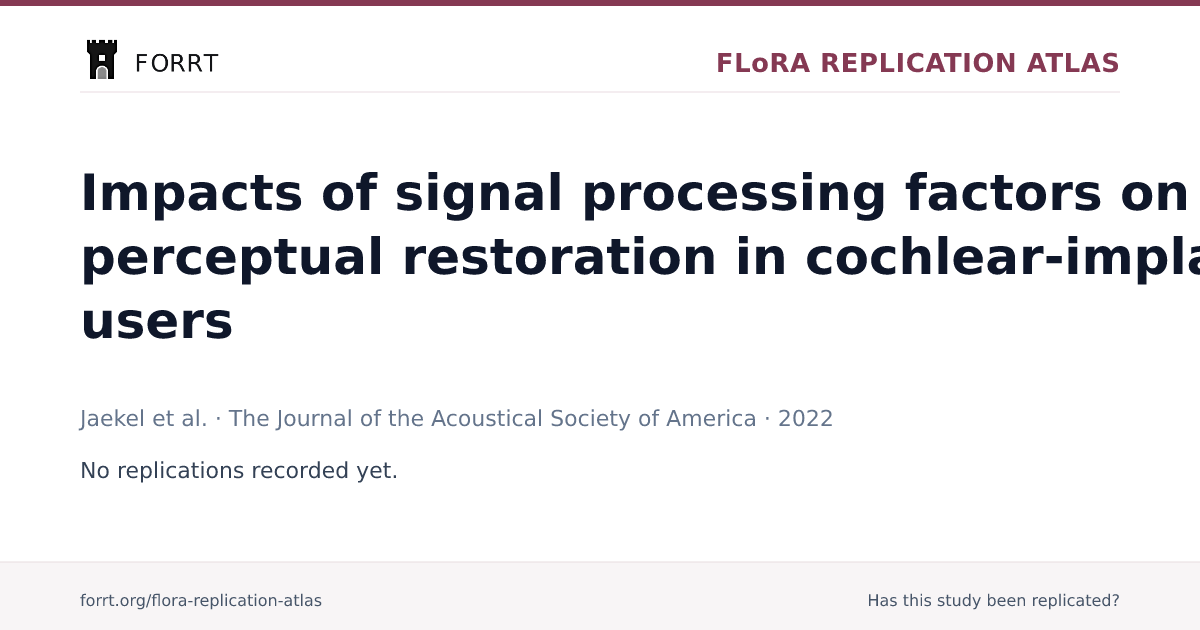 FORRT
FLoRA REPLICATION ATLAS
Impacts of signal processing factors on
perceptual restoration in cochlear-impla
users
Jaekel et al. · The Journal of the Acoustical Society of America · 2022
No replications recorded yet.
forrt.org/flora-replication-atlas
Has this study been replicated?